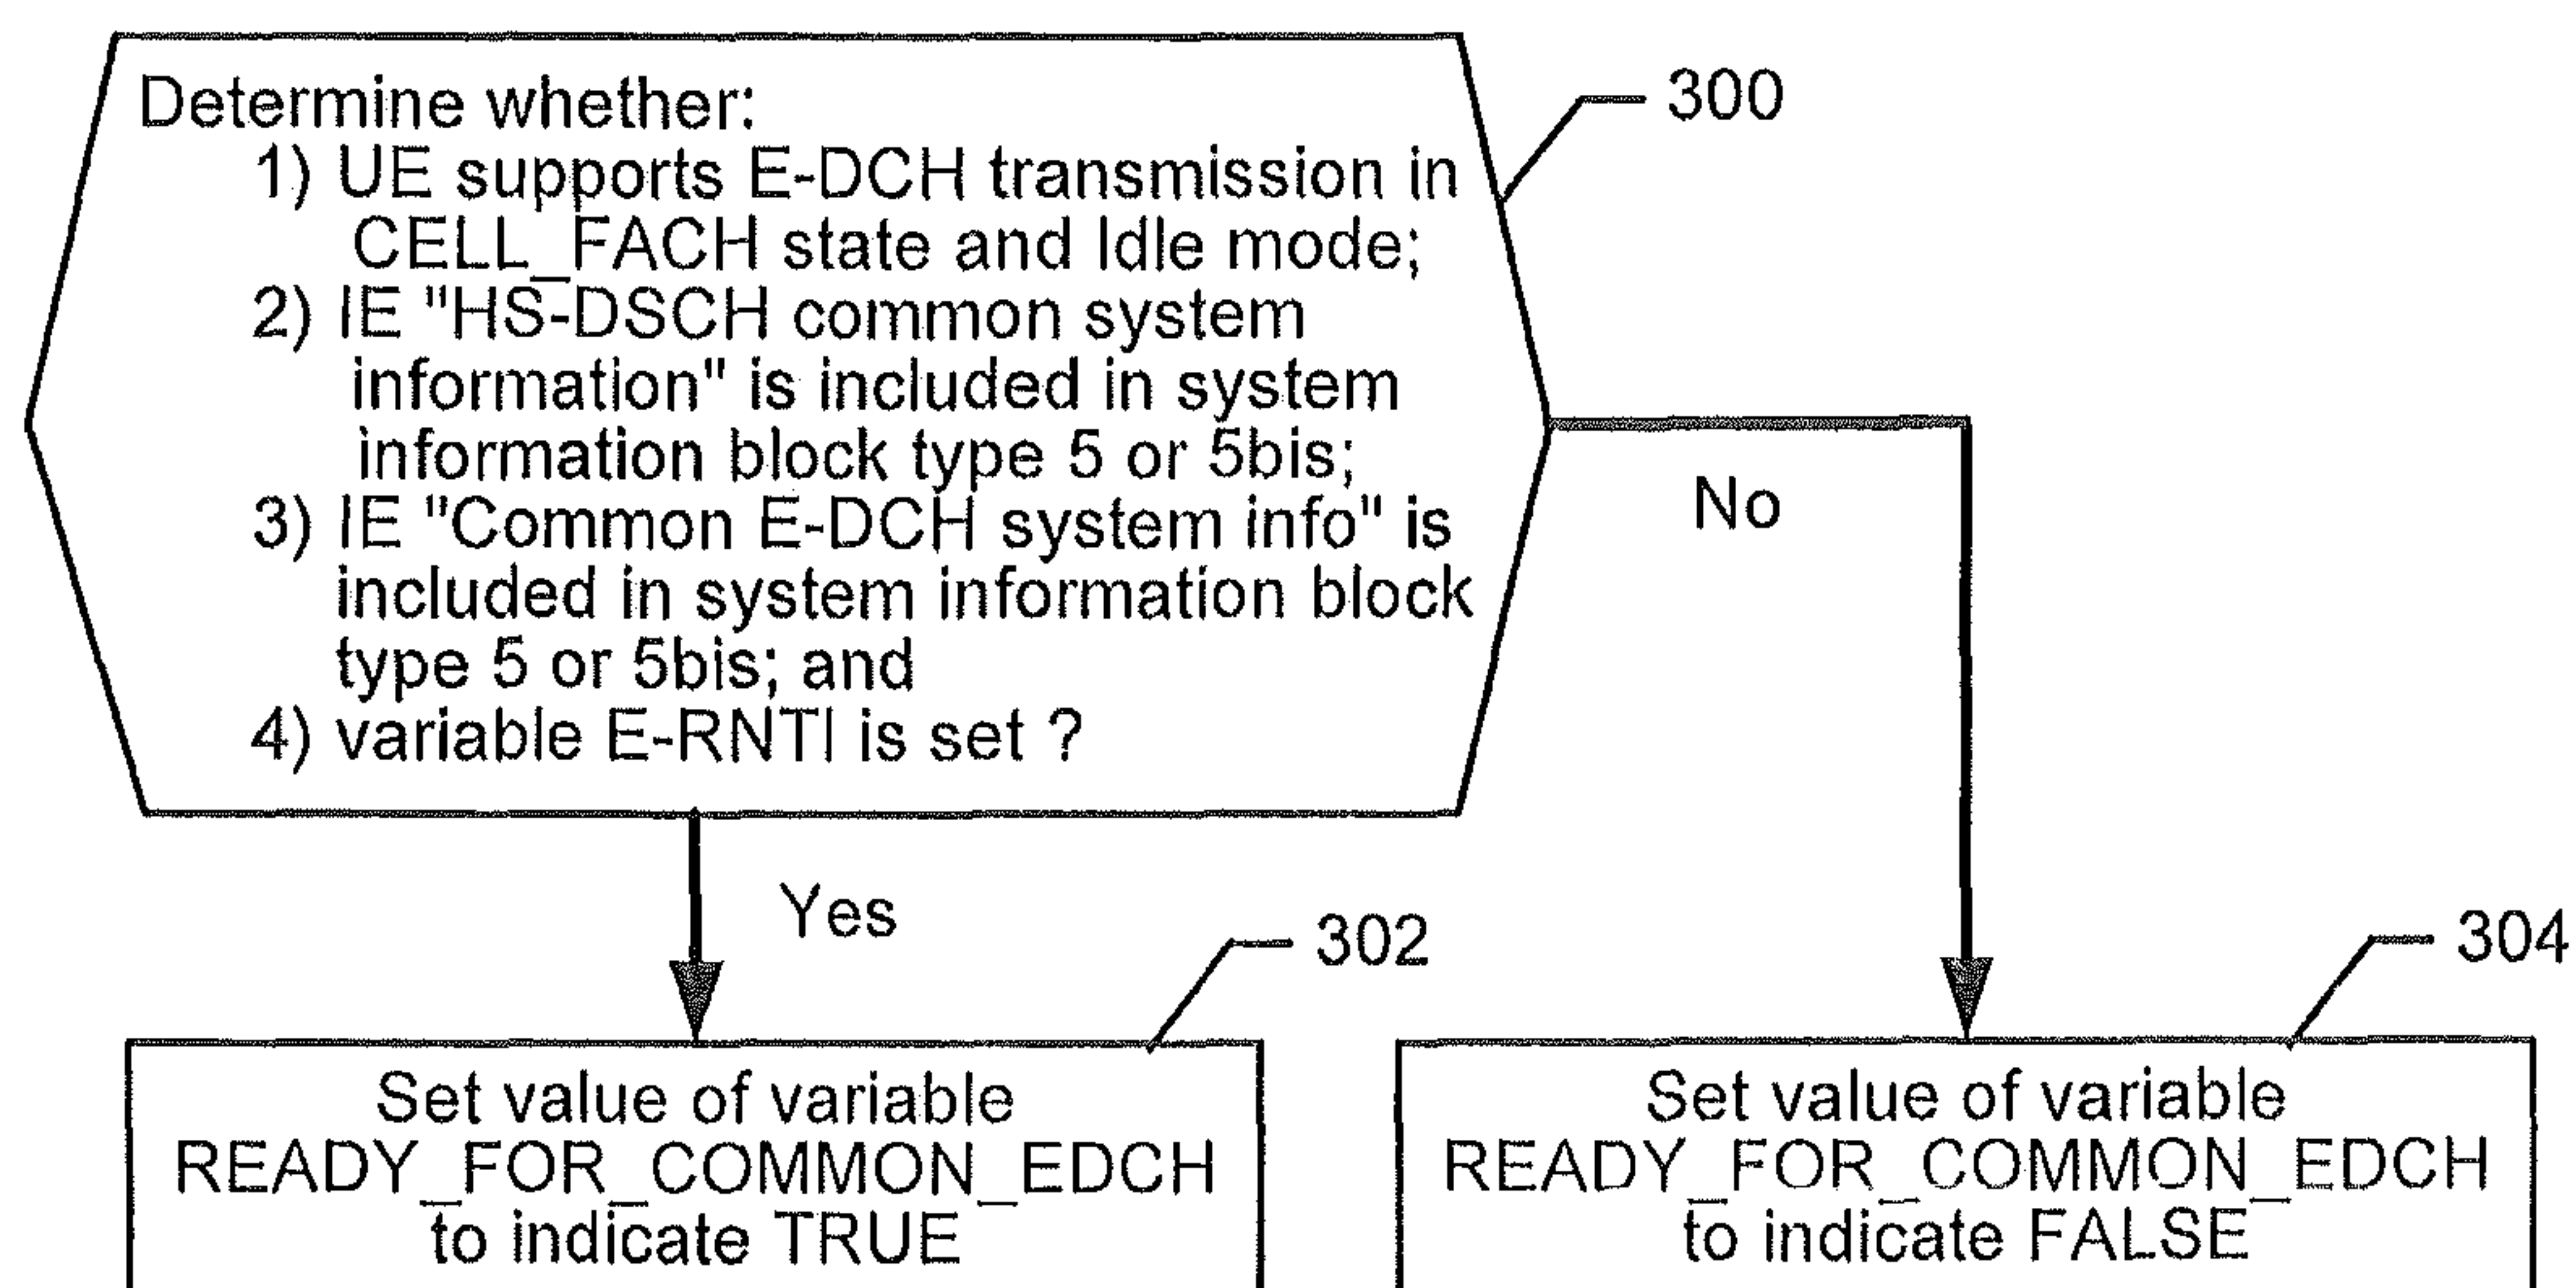 Determine whether:
300
1) UE supports E-DCH transmission in
CELL_FACH state and Idle mode;
2) IE "HS-DSCH common system
information" is included in system
information block type 5 or 5bis;
3) IE "Common E-DCH system info" is
included in system information block
type 5 or 5bis; and
4) variable E-RNTI is set ?
No
Yes
302
304
Set value of variable
READY_FOR_COMMON_EDCH
to indicate TRUE
Set value of variable
READY_FOR_COMMON_EDCH
to indicate FALSE